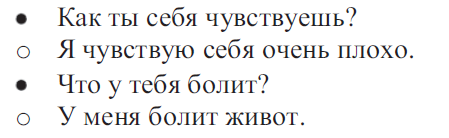 ● Как ты себя чувствуешь?
○ Я чувствую себя очень плохо.
● Что у тебя болит?
○ У меня болит живот.